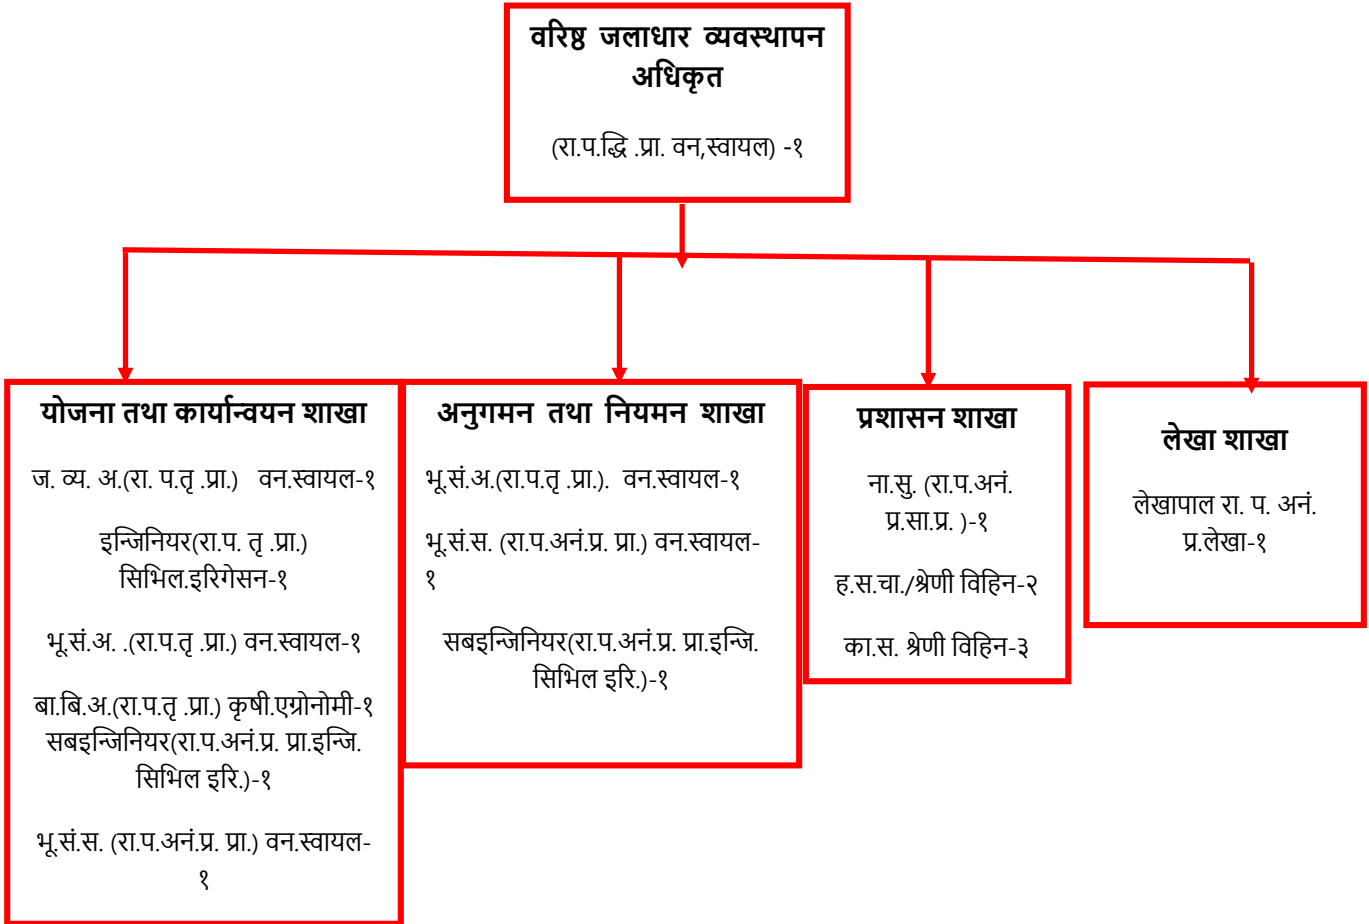 वरिष्ठ जलाधार व्यवस्थापन
अधिकृत
(रा.प.द्धि .प्रा. वन,स्वायल) -१
योजना तथा कार्यान्वयन शाखा
ज. व्य. अ.(रा. प.तृ .प्रा.) वन.स्वायल-१
इन्जिनियर(रा.प. तृ .प्रा.)
सिभिल.इरिगेसन-१
भू.सं.अ. .(रा.प.तृ .प्रा.) वन.स्वायल-१
बा.बि.अ.(रा.प.तृ .प्रा.) कृषी.एग्रोनोमी-१
सबइन्जिनियर(रा.प.अनं.प्र. प्रा.इन्जि.
सिभिल इरि.)-१
भू.सं.स. (रा.प.अनं.प्र. प्रा.) वन.स्वायल-
१
अनुगमन तथा नियमन शाखा
भू.सं.अ.(रा.प.तृ .प्रा.). वन.स्वायल-१
भू.सं.स. (रा.प.अनं.प्र. प्रा.) वन.स्वायल-
१
सबइन्जिनियर(रा.प.अनं.प्र. प्रा.इन्जि.
सिभिल इरि.)-१
प्रशासन शाखा
ना.सु. (रा.प.अनं.
प्र.सा.प्र. )-१
ह.स.चा./श्रेणी विहिन-२
का.स. श्रेणी विहिन-३
लेखा शाखा
लेखापाल रा. प. अनं.
प्र.लेखा-१